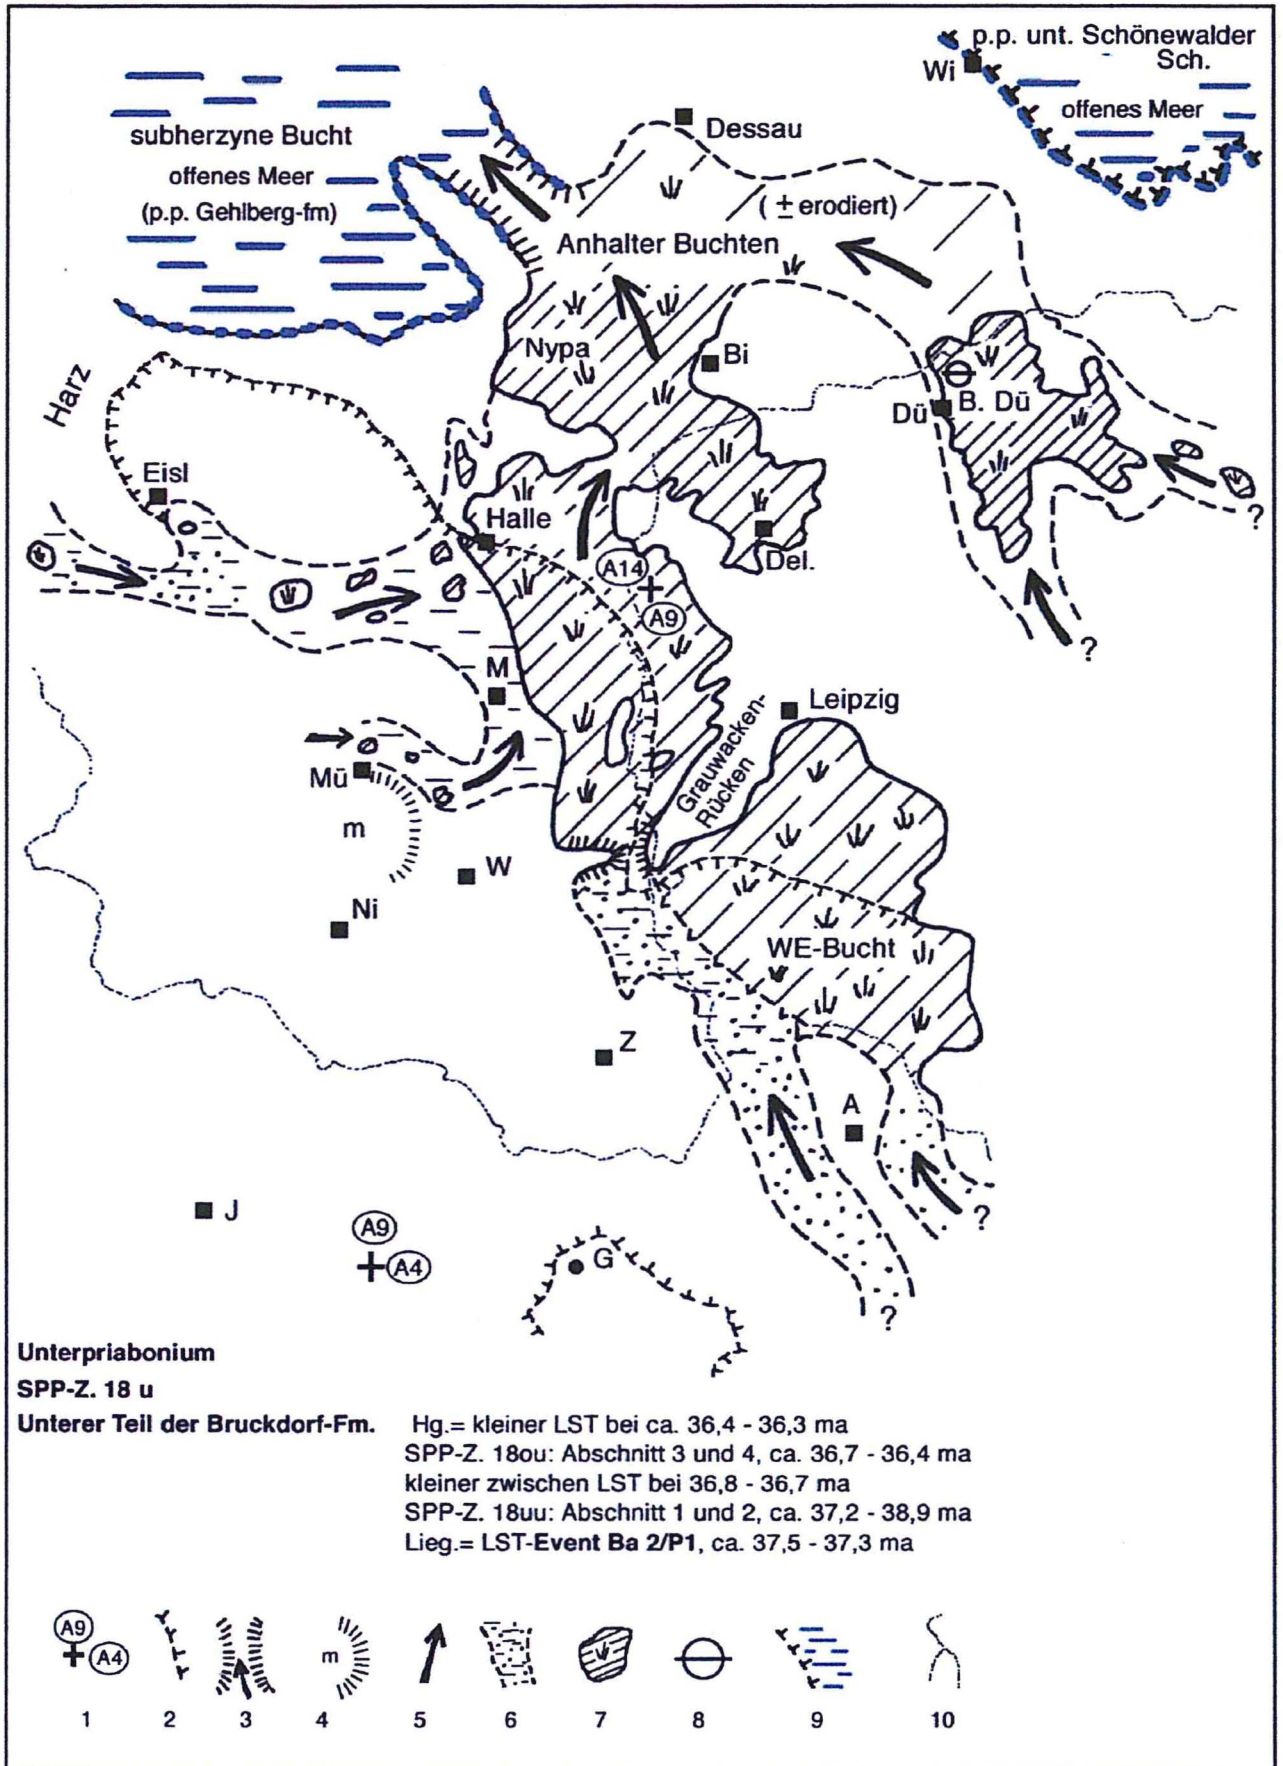 p.p. unt. Schönewalder
Sch.
Wi
offenes Meer
subherzyne Bucht
offenes Meer
(p.p. Gehlberg-fm)
Dessau
(±erodiert)
Anhalter Buchten
Nypa
Bi
Harz
Dü
B. Dü
Eisl
Halle
?
Del.
A14
A9
?
M
Leipzig
Grauwacken-
Rücken
Mü
m
W
Ni
WE-Bucht
Z
A
J
?
A9
A4
G
?
Unterpriabonium
SPP-Z. 18 u
Unterer Teil der Bruckdorf-Fm.
Hg.= kleiner LST bei ca. 36,4 - 36,3 ma
SPP-Z. 18ou: Abschnitt 3 und 4, ca. 36,7 - 36,4 ma
kleiner zwischen LST bei 36,8 - 36,7 ma
SPP-Z. 18uu: Abschnitt 1 und 2, ca. 37,2 - 38,9 ma
Lieg.= LST-Event Ba 2/P1, ca. 37,5 - 37,3 ma
A9
A4
m
1 2 3 4 5 6 7 8 9 10